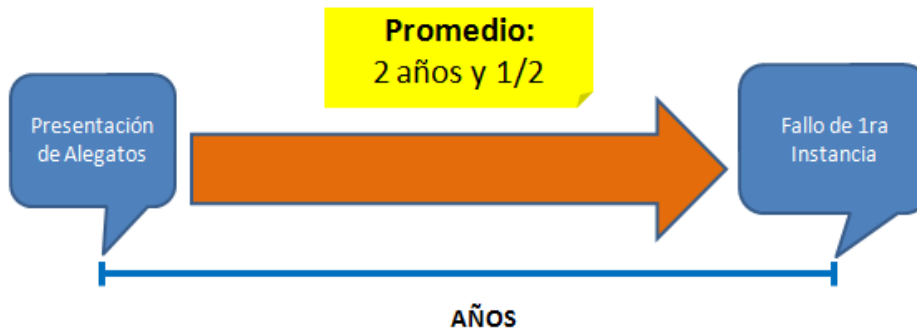 Promedio:
2 años y 1/2
Presentación
de Alegatos
Fallo de 1ra
Instancia
AÑOS